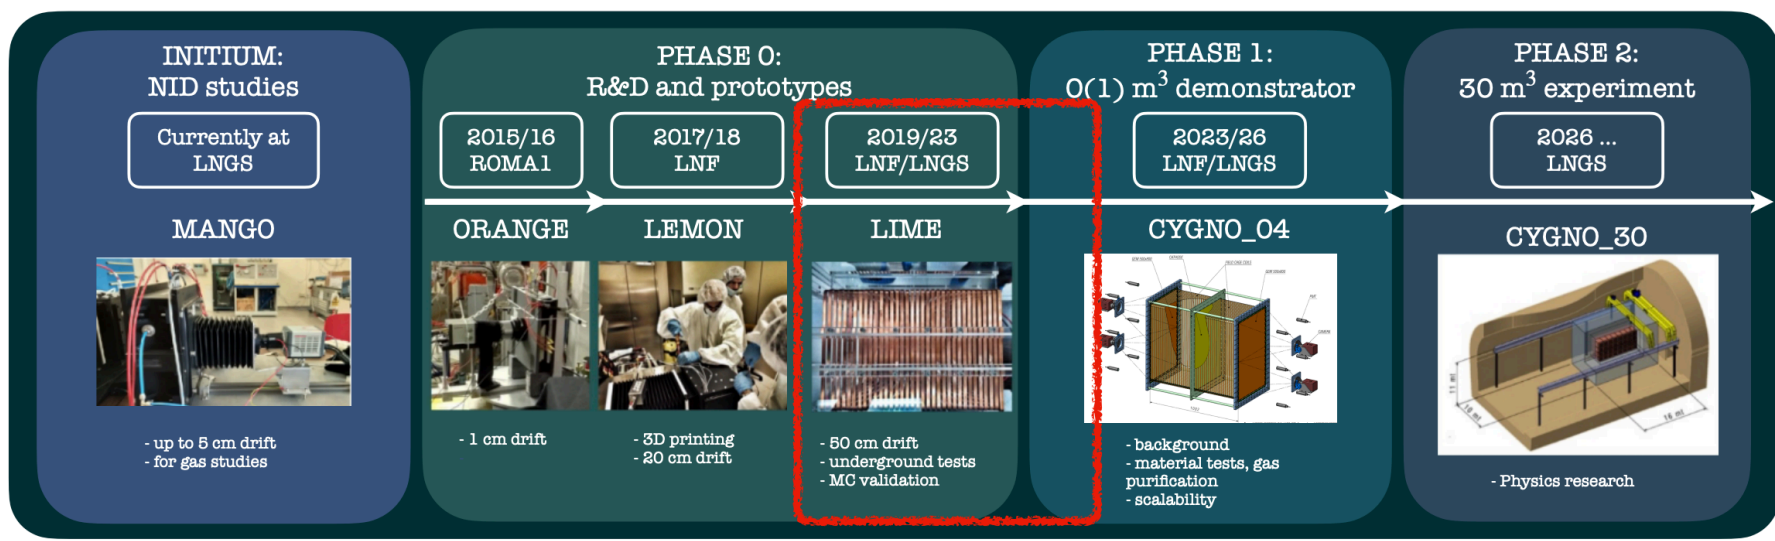 INITIUM:
NID studies
Currently at
LNGS
MANGO
- up to 5 cm drift
- for gas studies
PHASE 0:
R&D and prototypes
2015/16
ROMA1
ORANGE
- 1 cm drift
2017/18
LNF
LEMON
- 3D printing
- 20 cm drift
2019/23
LNF/LNGS
LIME
- 50 cm drift
- underground tests
- MC validation
PHASE 1:
O(1) m³ demonstrator
2023/26
LNF/LNGS
CYGNO_04
- background
- material tests, gas
purification
- scalability
PHASE 2:
30 m³ experiment
2026 ...
LNGS
CYGNO_30
- Physics research